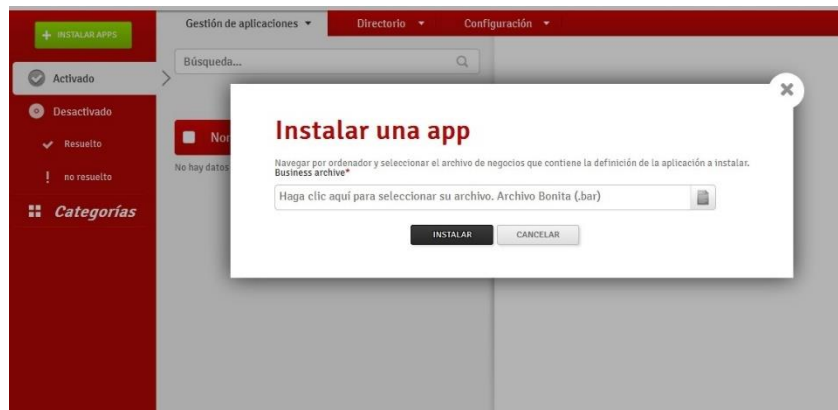 Gestión de aplicaciones
Directorio
Configuración
+ INSTALAR APPS
Búsqueda...
Activado
Desactivado
Resuelto
! no resuelto
Categorías
No hay datos
Instalar una app
Navegar por ordenador y seleccionar el archivo de negocios que contiene la definición de la aplicación a instalar.
Business archive*
Haga clic aquí para seleccionar su archivo. Archivo Bonita (.bar)
INSTALAR
CANCELAR